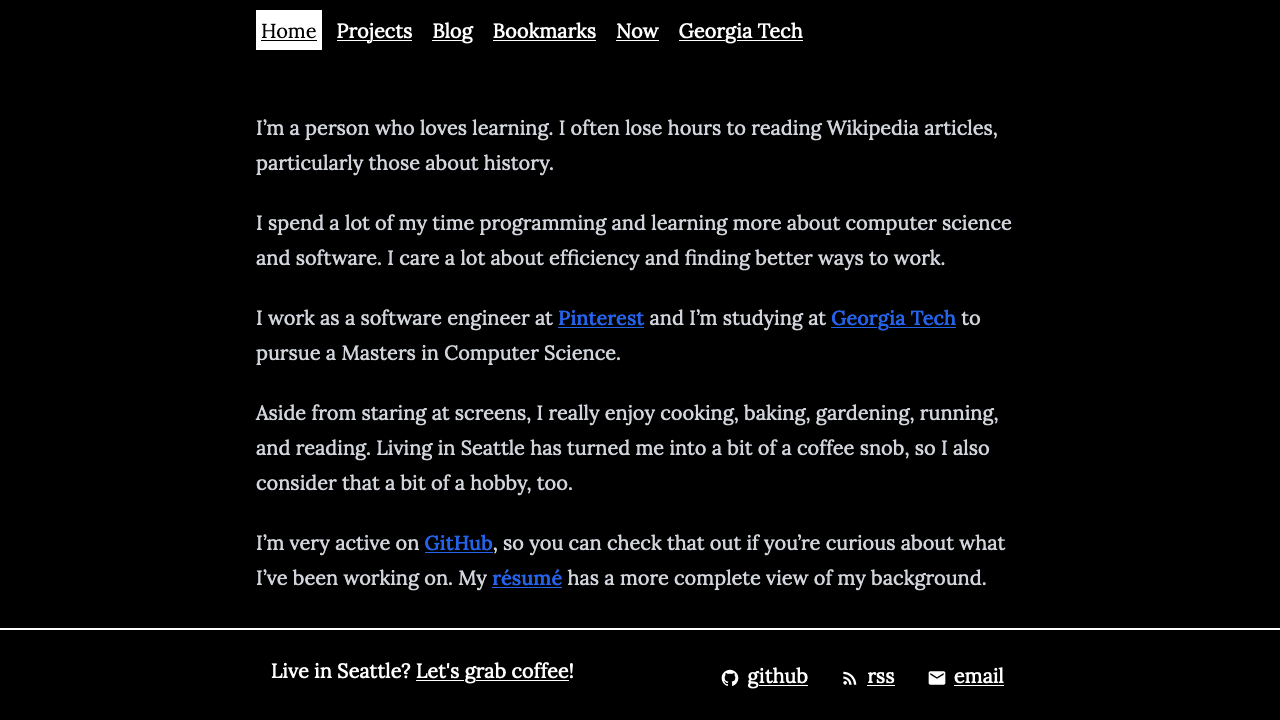 Home Projects Blog Bookmarks Now Georgia Tech
I’m a person who loves learning. I often lose hours to reading Wikipedia articles,
particularly those about history.
I spend a lot of my time programming and learning more about computer science
and software. I care a lot about efficiency and finding better ways to work.
I work as a software engineer at Pinterest and I’m studying at Georgia Tech to
pursue a Masters in Computer Science.
Aside from staring at screens, I really enjoy cooking, baking, gardening, running,
and reading. Living in Seattle has turned me into a bit of a coffee snob, so I also
consider that a bit of a hobby, too.
I’m very active on GitHub, so you can check that out if you’re curious about what
I’ve been working on. My résumé has a more complete view of my background.
Live in Seattle? Let's grab coffee!
github rss email